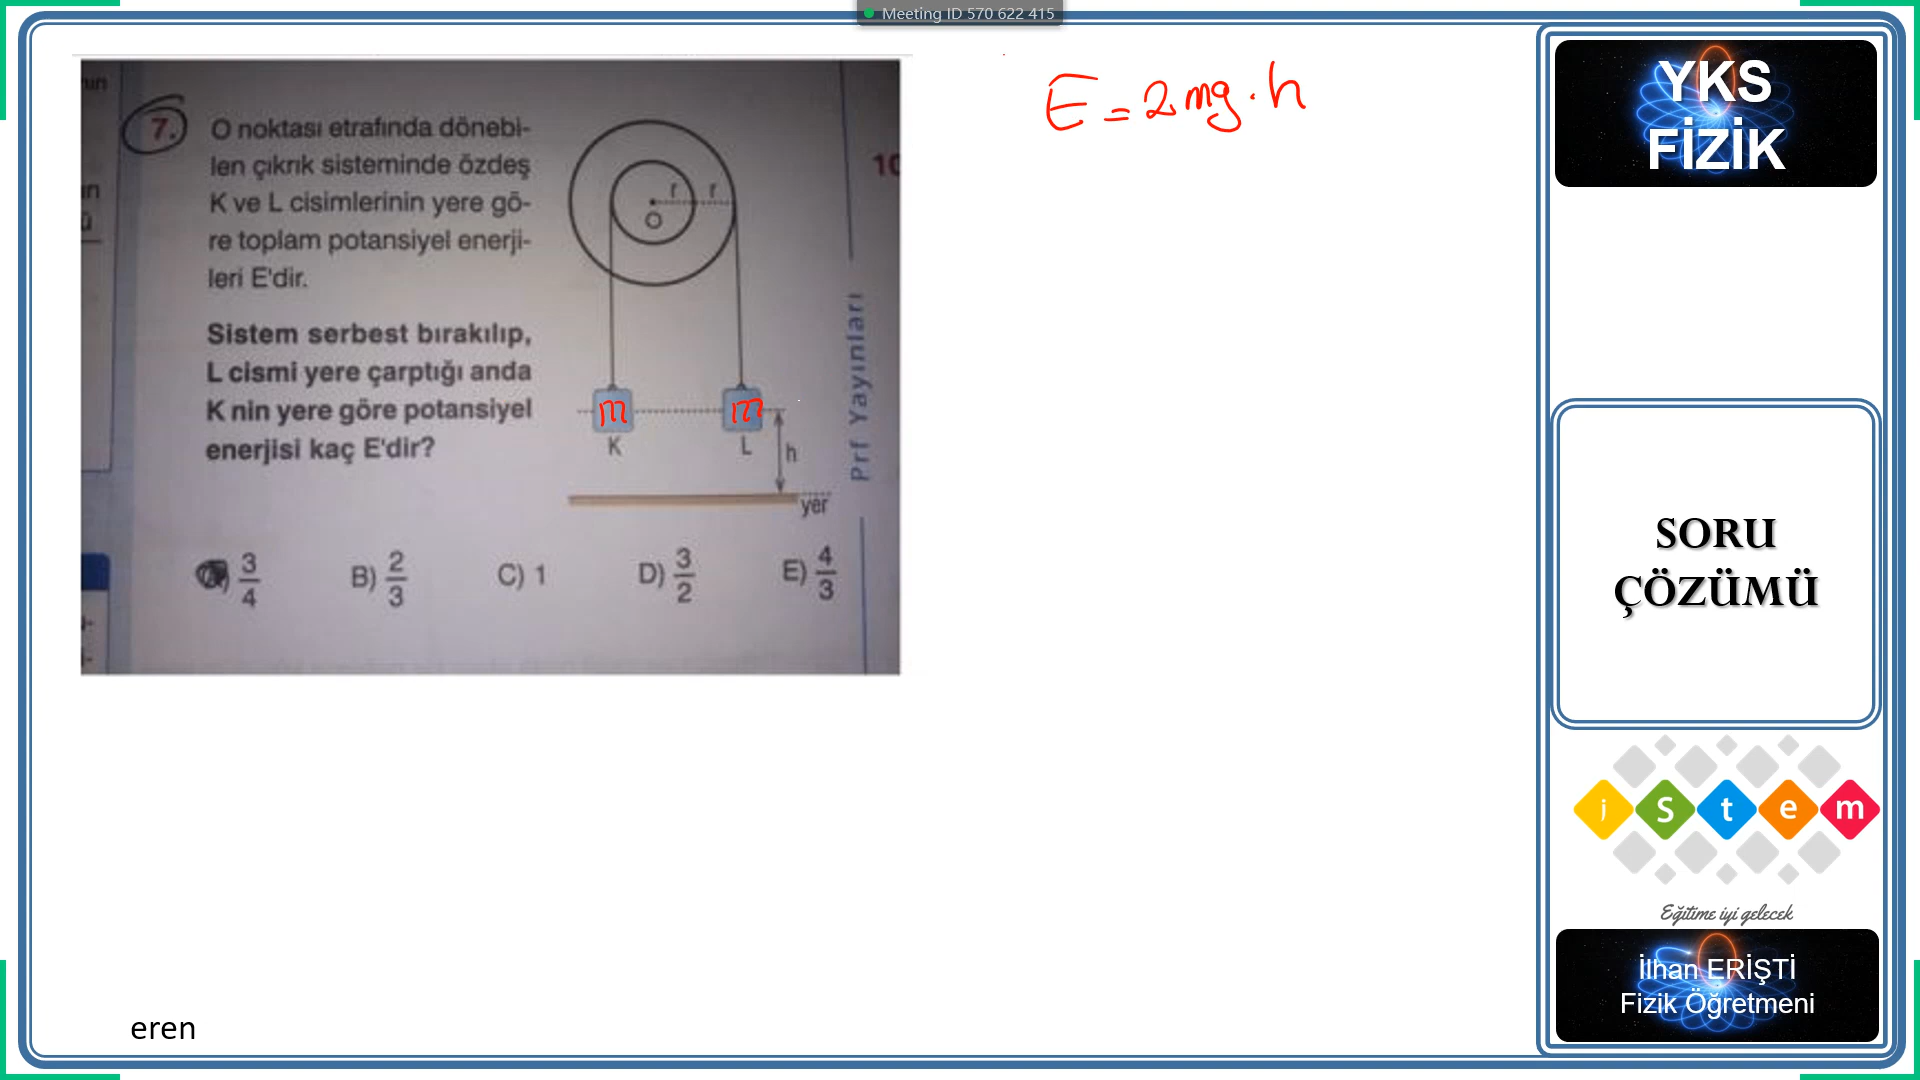 Meeting ID 570 622 415
7. O noktası etrafında dönebi-
len çıkrık sisteminde özdeş
K ve L cisimlerinin yere gö-
re toplam potansiyel enerji-
leri E'dir.
Sistem serbest bırakılıp,
L cismi yere çarptığı anda
K nin yere göre potansiyel
enerjisi kaç E'dir?
r r
O
m m
K L
h
yer
A) 3/4 B) 2/3 C) 1 D) 3/2 E) 4/3
10
Prf Yayınları
E = 2mg.h
YKS
FİZİK
SORU
ÇÖZÜMÜ
i S t e m
Eğitime iyi gelecek
İlhan ERİŞTİ
Fizik Öğretmeni
eren